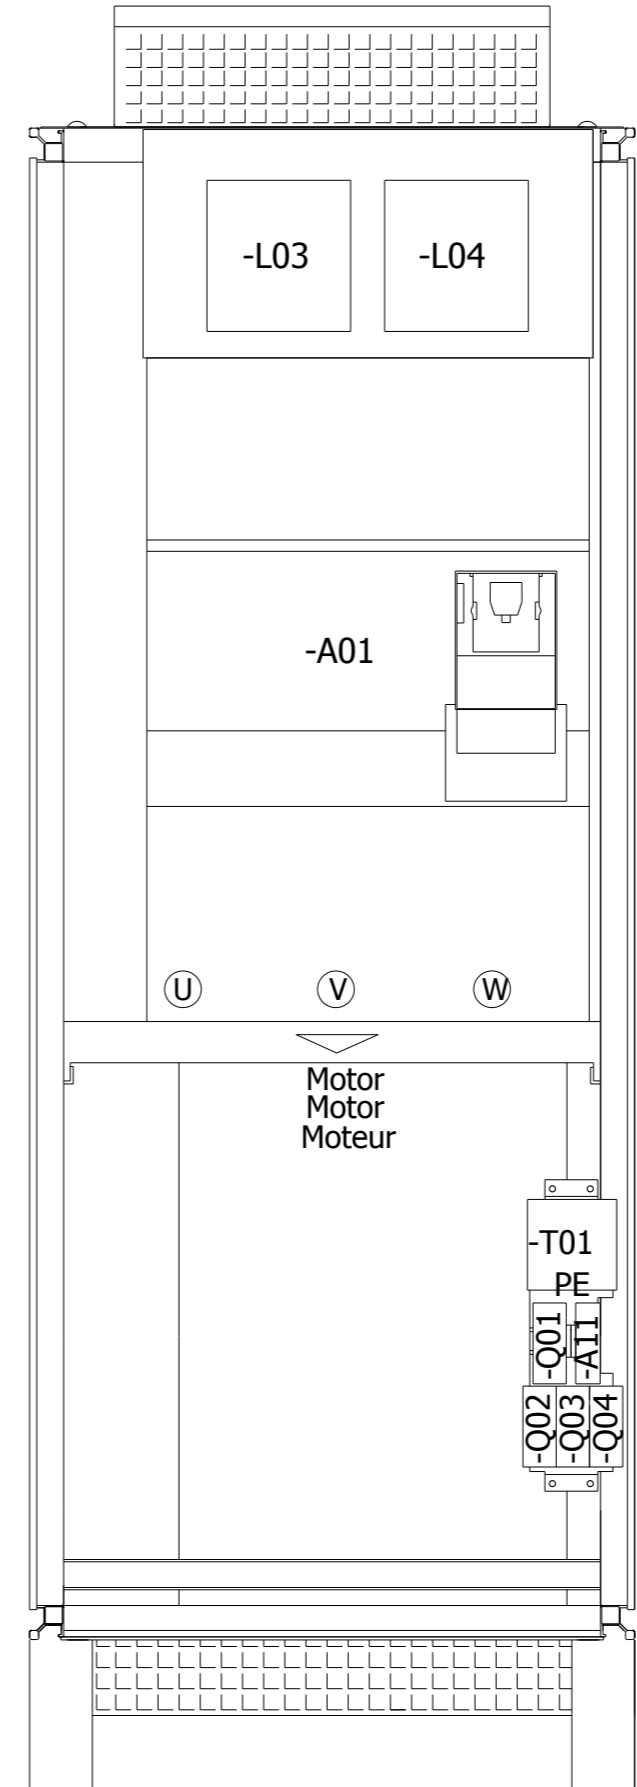 -L03
-L04
-A01
U
V
W
Motor
Motor
Moteur
-T01
PE
-Q01
-A11
-Q02
-Q03
-Q04